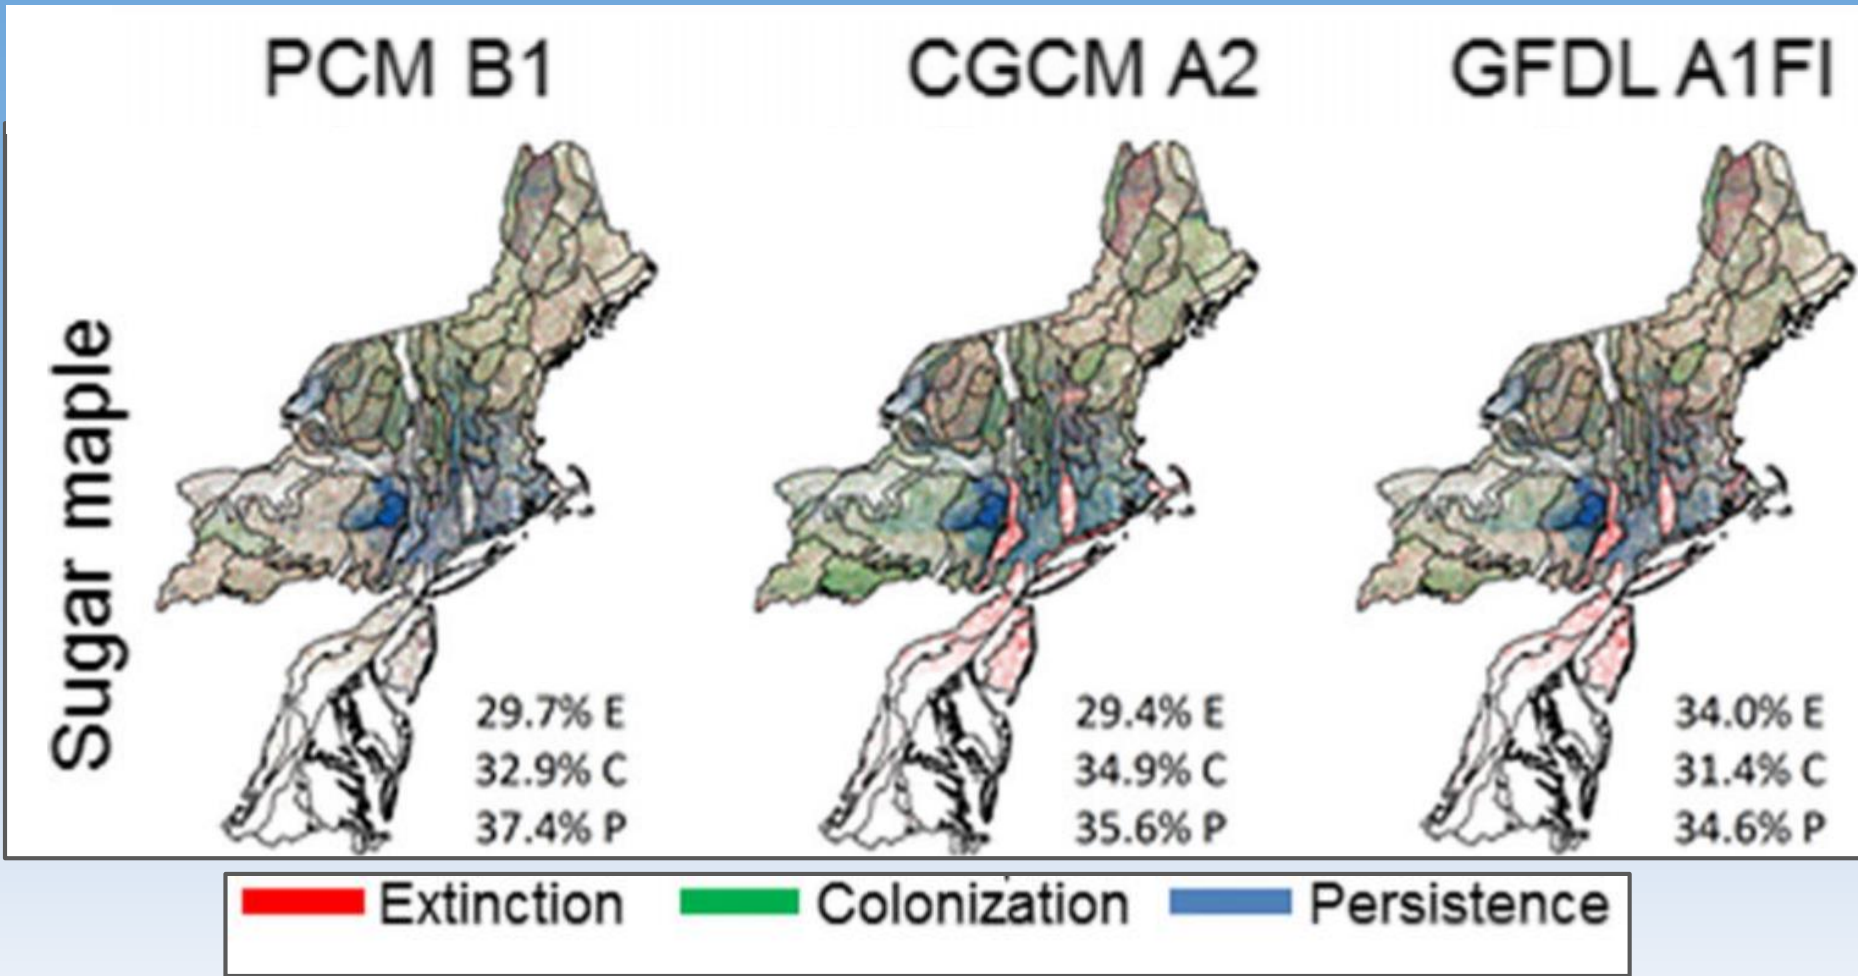 PCM B1 CGCM A2 GFDL A1FI
Sugar maple
29.7% E
32.9% C
37.4% P
29.4% E
34.9% C
35.6% P
34.0% E
31.4% C
34.6% P
Extinction Colonization Persistence